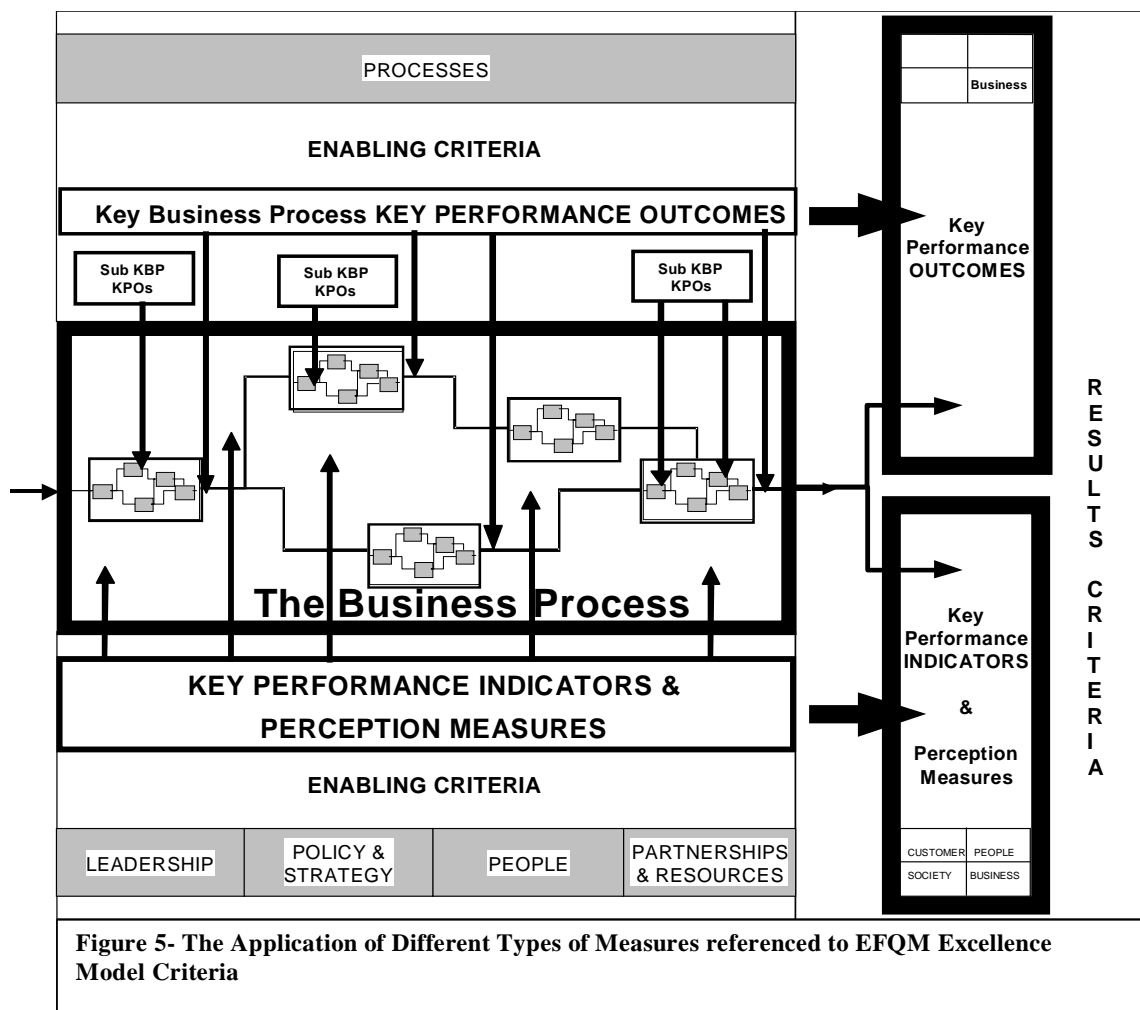 PROCESSES
ENABLING CRITERIA
Key Business Process KEY PERFORMANCE OUTCOMES
Sub KBP
KPOs
Sub KBP
KPOs
Sub KBP
KPOs
The Business Process
KEY PERFORMANCE INDICATORS &
PERCEPTION MEASURES
ENABLING CRITERIA
LEADERSHIP
POLICY &
STRATEGY
PEOPLE
PARTNERSHIPS
& RESOURCES
Business
Key
Performance
OUTCOMES
Key
Performance
INDICATORS
&
Perception
Measures
CUSTOMER PEOPLE
SOCIETY BUSINESS
RESULTS CRITERIA
Figure 5- The Application of Different Types of Measures referenced to EFQM Excellence
Model Criteria